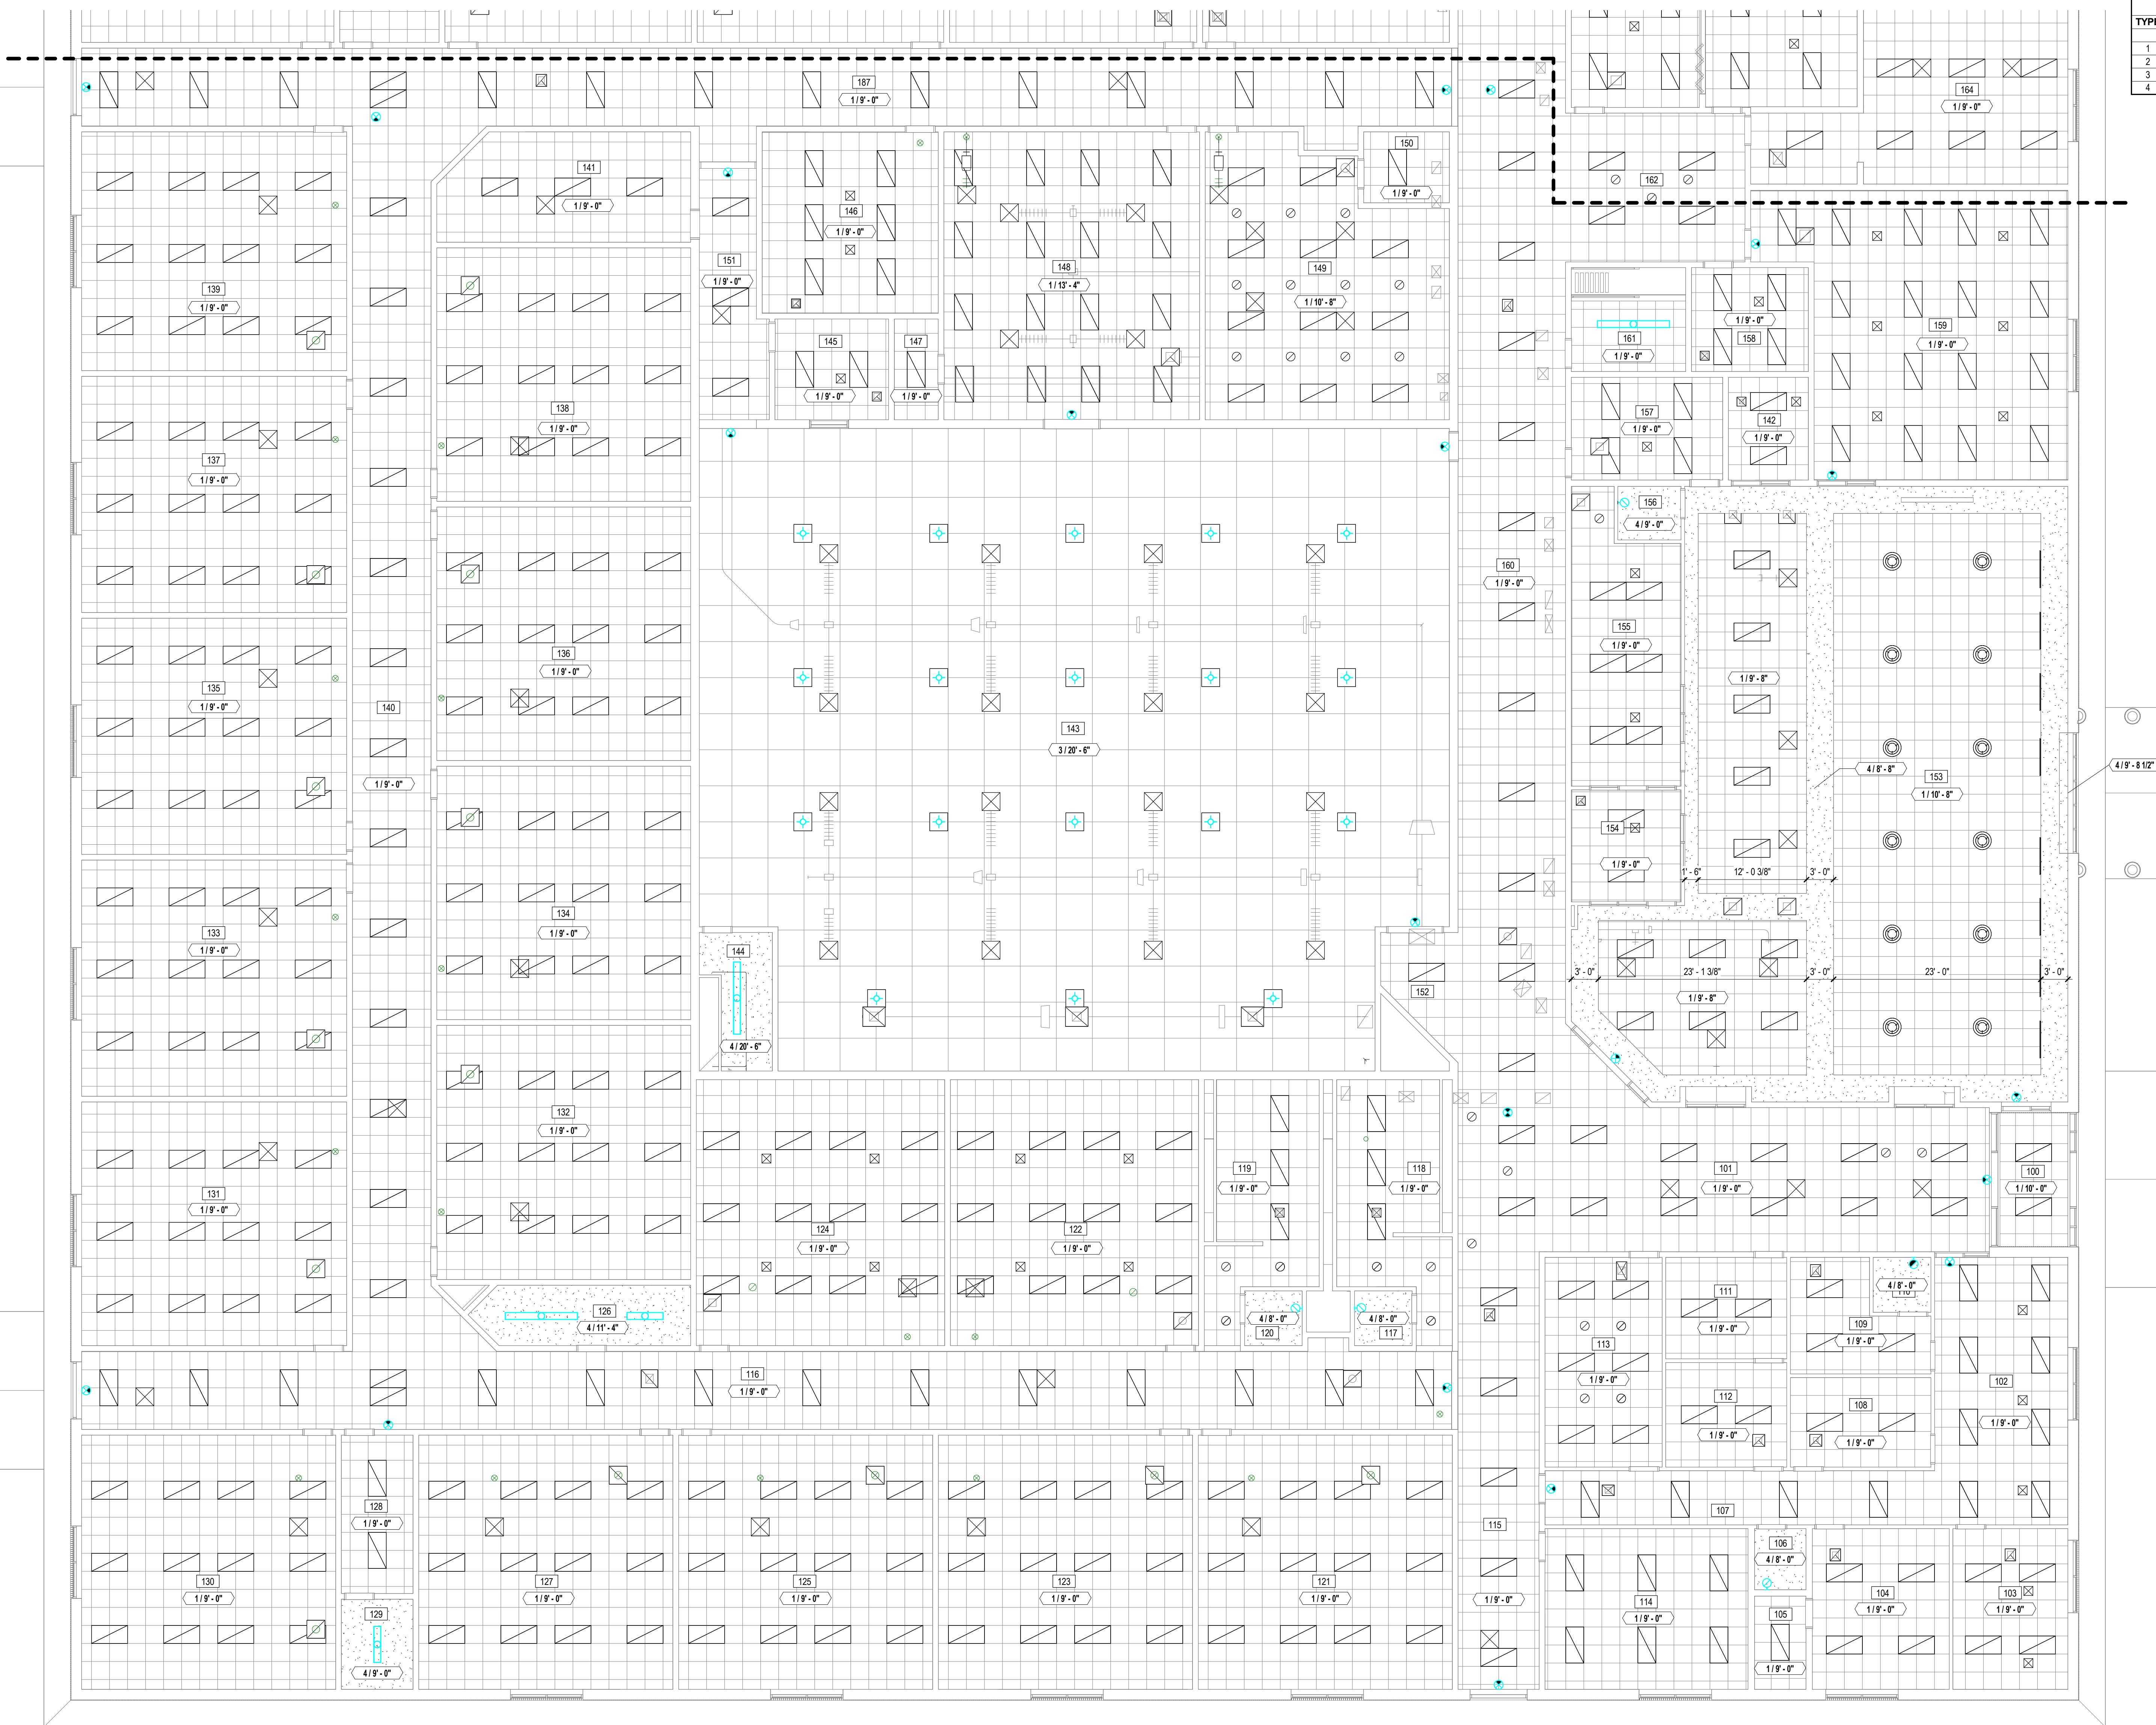 TYPE
1
2
3
4
187
1 / 9' - 0"
164
1 / 9' - 0"
141
1 / 9' - 0"
150
1 / 9' - 0"
162
146
1 / 9' - 0"
151
1 / 9' - 0"
148
1 / 13' - 4"
149
1 / 10' - 8"
139
1 / 9' - 0"
161
1 / 9' - 0"
1 / 9' - 0"
158
159
1 / 9' - 0"
145
1 / 9' - 0"
147
1 / 9' - 0"
138
1 / 9' - 0"
157
1 / 9' - 0"
142
1 / 9' - 0"
137
1 / 9' - 0"
156
4 / 9' - 0"
160
1 / 9' - 0"
155
1 / 9' - 0"
136
1 / 9' - 0"
135
1 / 9' - 0"
1 / 9' - 8"
140
1 / 9' - 0"
143
3 / 20' - 6"
4 / 8' - 8"
153
1 / 10' - 8"
4 / 9' - 8 1/2"
154
1 / 9' - 0"
1' - 6"
12' - 0 3/8"
3' - 0"
134
1 / 9' - 0"
133
1 / 9' - 0"
144
4 / 20' - 6"
152
3' - 0"
23' - 1 3/8"
3' - 0"
23' - 0"
3' - 0"
1 / 9' - 8"
132
1 / 9' - 0"
131
1 / 9' - 0"
119
1 / 9' - 0"
118
1 / 9' - 0"
101
1 / 9' - 0"
100
1 / 10' - 0"
124
1 / 9' - 0"
122
1 / 9' - 0"
126
4 / 11' - 4"
4 / 8' - 0"
120
4 / 8' - 0"
117
111
1 / 9' - 0"
4 / 8' - 0"
109
1 / 9' - 0"
113
1 / 9' - 0"
116
1 / 9' - 0"
112
1 / 9' - 0"
108
1 / 9' - 0"
102
1 / 9' - 0"
128
1 / 9' - 0"
107
115
1 / 9' - 0"
106
4 / 8' - 0"
130
1 / 9' - 0"
127
1 / 9' - 0"
125
1 / 9' - 0"
123
1 / 9' - 0"
121
1 / 9' - 0"
114
1 / 9' - 0"
104
1 / 9' - 0"
103
1 / 9' - 0"
129
4 / 9' - 0"
105
1 / 9' - 0"